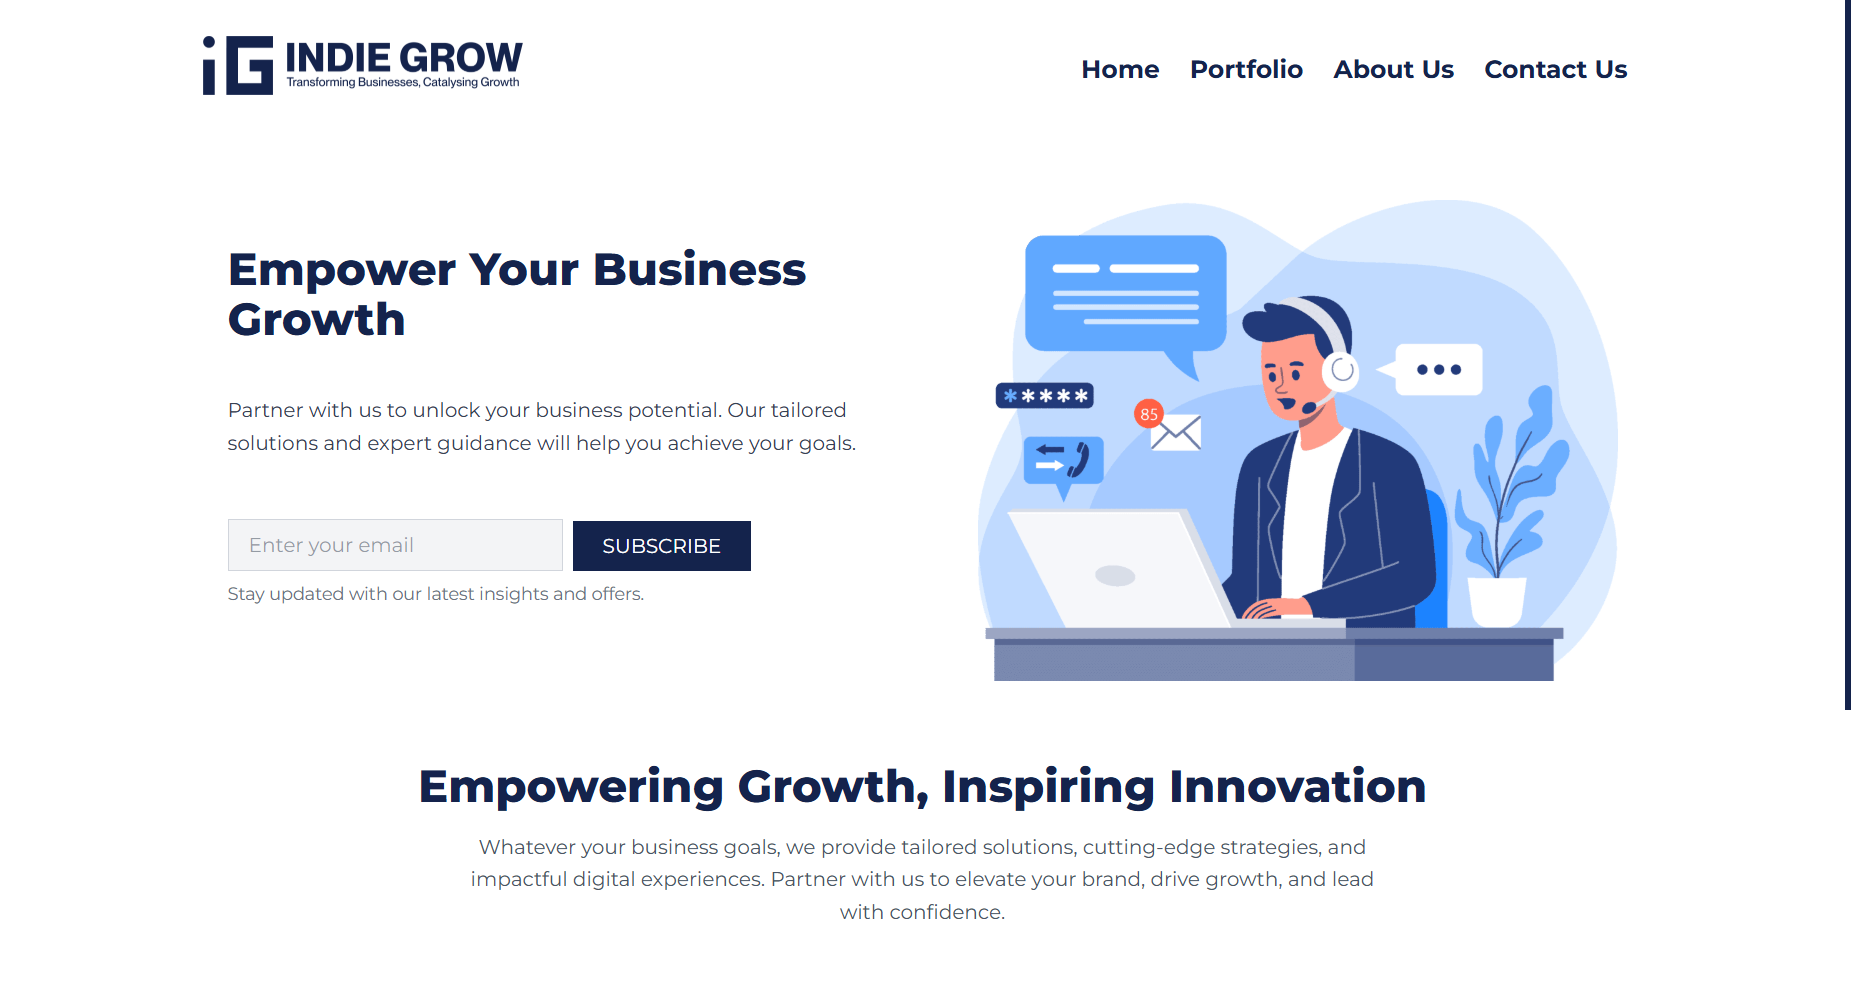 iG INDIE GROW
Transforming Businesses, Catalysing Growth
Home Portfolio About Us Contact Us
Empower Your Business
Growth
Partner with us to unlock your business potential. Our tailored
solutions and expert guidance will help you achieve your goals.
Enter your email
SUBSCRIBE
Stay updated with our latest insights and offers.
*****
85
Empowering Growth, Inspiring Innovation
Whatever your business goals, we provide tailored solutions, cutting-edge strategies, and
impactful digital experiences. Partner with us to elevate your brand, drive growth, and lead
with confidence.